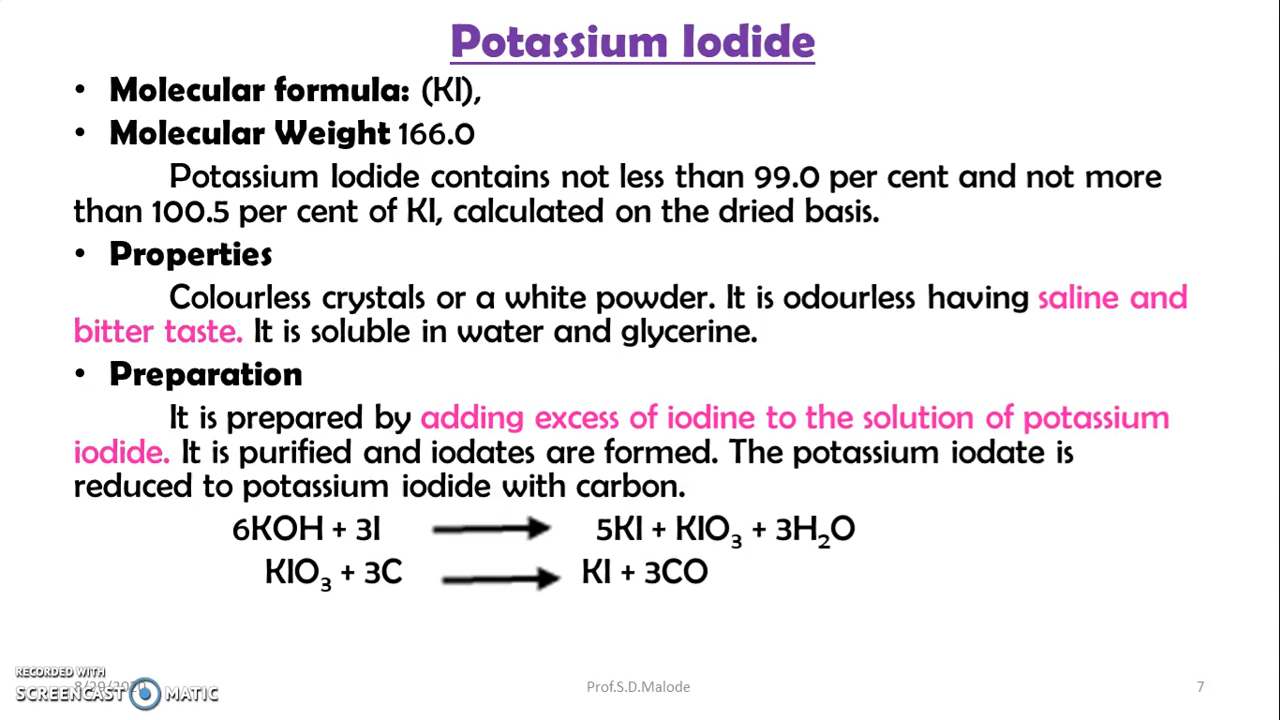 Potassium Iodide
• Molecular formula: (KI),
• Molecular Weight 166.0
Potassium Iodide contains not less than 99.0 per cent and not more
than 100.5 per cent of KI, calculated on the dried basis.
• Properties
Colourless crystals or a white powder. It is odourless having saline and
bitter taste. It is soluble in water and glycerine.
• Preparation
It is prepared by adding excess of iodine to the solution of potassium
iodide. It is purified and iodates are formed. The potassium iodate is
reduced to potassium iodide with carbon.
6KOH + 3I → 5KI + KIO₃ + 3H₂O
KIO₃ + 3C → KI + 3CO
RECORDED WITH
SCREENCAST MATIC
8/29/2020 Prof.S.D.Malode 7